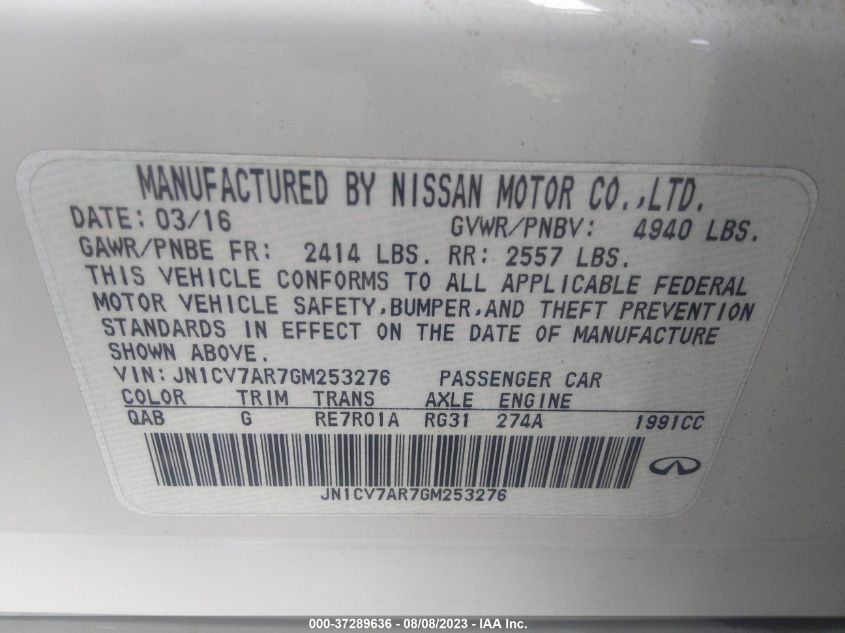 MANUFACTURED BY NISSAN MOTOR CO.,LTD.
DATE: 03/16 GVWR/PNBV: 4940 LBS.
GAWR/PNBE FR: 2414 LBS. RR: 2557 LBS.
THIS VEHICLE CONFORMS TO ALL APPLICABLE FEDERAL
MOTOR VEHICLE SAFETY,BUMPER,AND THEFT PREVENTION
STANDARDS IN EFFECT ON THE DATE OF MANUFACTURE
SHOWN ABOVE.
VIN: JN1CV7AR7GM253276 PASSENGER CAR
COLOR TRIM TRANS AXLE ENGINE
QAB G RE7R01A RG31 274A 1991CC
JN1CV7AR7GM253276
000-37289636 - 08/08/2023 - IAA Inc.